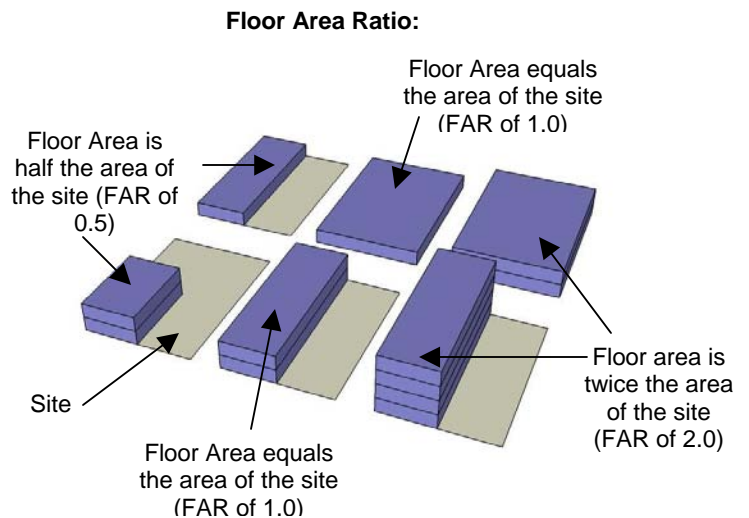 Floor Area Ratio:
Floor Area equals
the area of the site
(FAR of 1.0)
Floor Area is
half the area of
the site (FAR of
0.5)
Site
Floor area is
twice the area
of the site
(FAR of 2.0)
Floor Area equals
the area of the site
(FAR of 1.0)